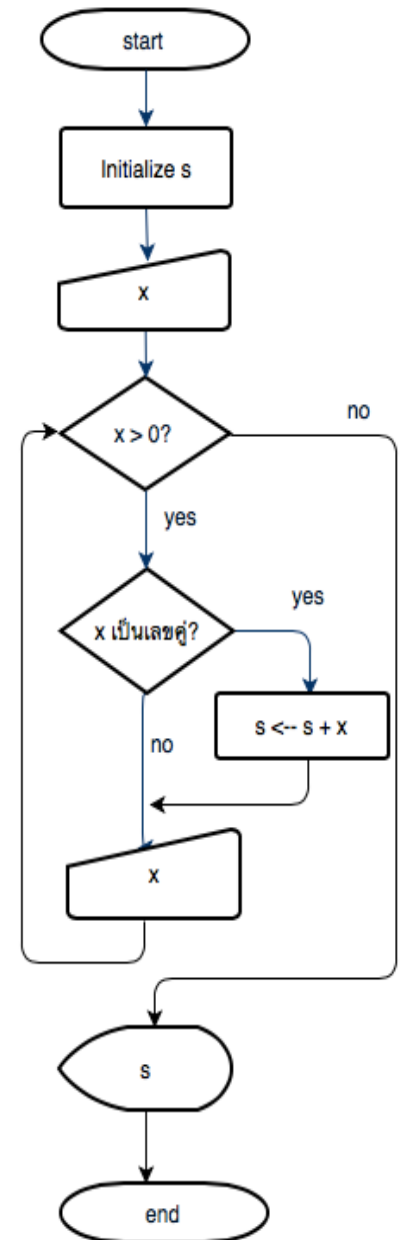 start
Initialize s
x
x > 0?
no
yes
x เป็นเลขคู่?
yes
s <-- s + x
no
x
s
end